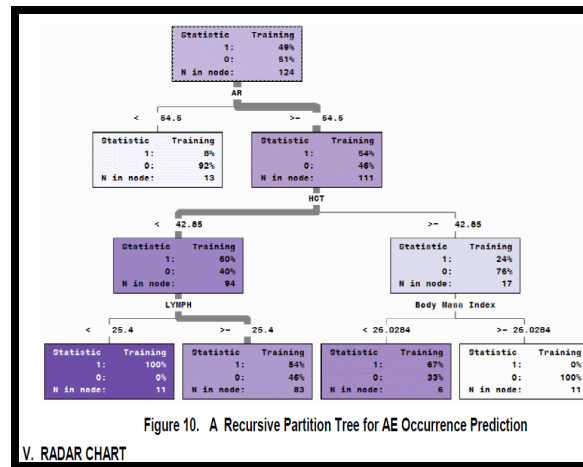 Statistic Training
1: 49%
0: 51%
N in node: 124
AR
< 54.5 >= 54.5
Statistic Training Statistic Training
1: 8% 1: 54%
0: 92% 0: 46%
N in node: 13 N in node: 111
HCT
< 42.85 >= 42.85
Statistic Training Statistic Training
1: 60% 1: 24%
0: 40% 0: 76%
N in node: 94 N in node: 17
LYMPH Body Mass Index
< 25.4 >= 25.4 < 26.0284 >= 26.0284
Statistic Training Statistic Training Statistic Training Statistic Training
1: 100% 1: 54% 1: 67% 1: 0%
0: 0% 0: 46% 0: 33% 0: 100%
N in node: 11 N in node: 83 N in node: 6 N in node: 11
Figure 10. A Recursive Partition Tree for AE Occurrence Prediction
V. RADAR CHART